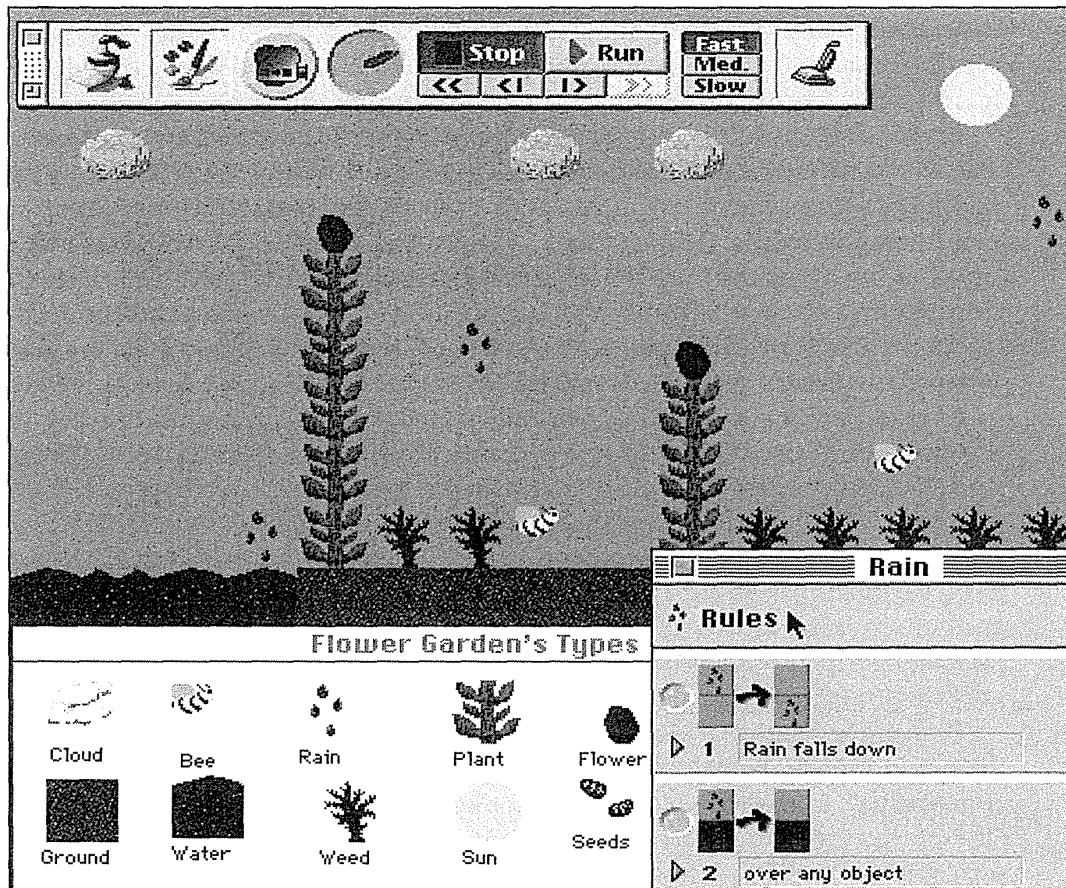 Stop
Run
Fast
Med.
Slow
<<
<|
|>
>>
Rain
Rules
Flower Garden's Types
Cloud
Bee
Rain
Plant
Flower
1 Rain falls down
Ground
Water
Weed
Sun
Seeds
2 over any object